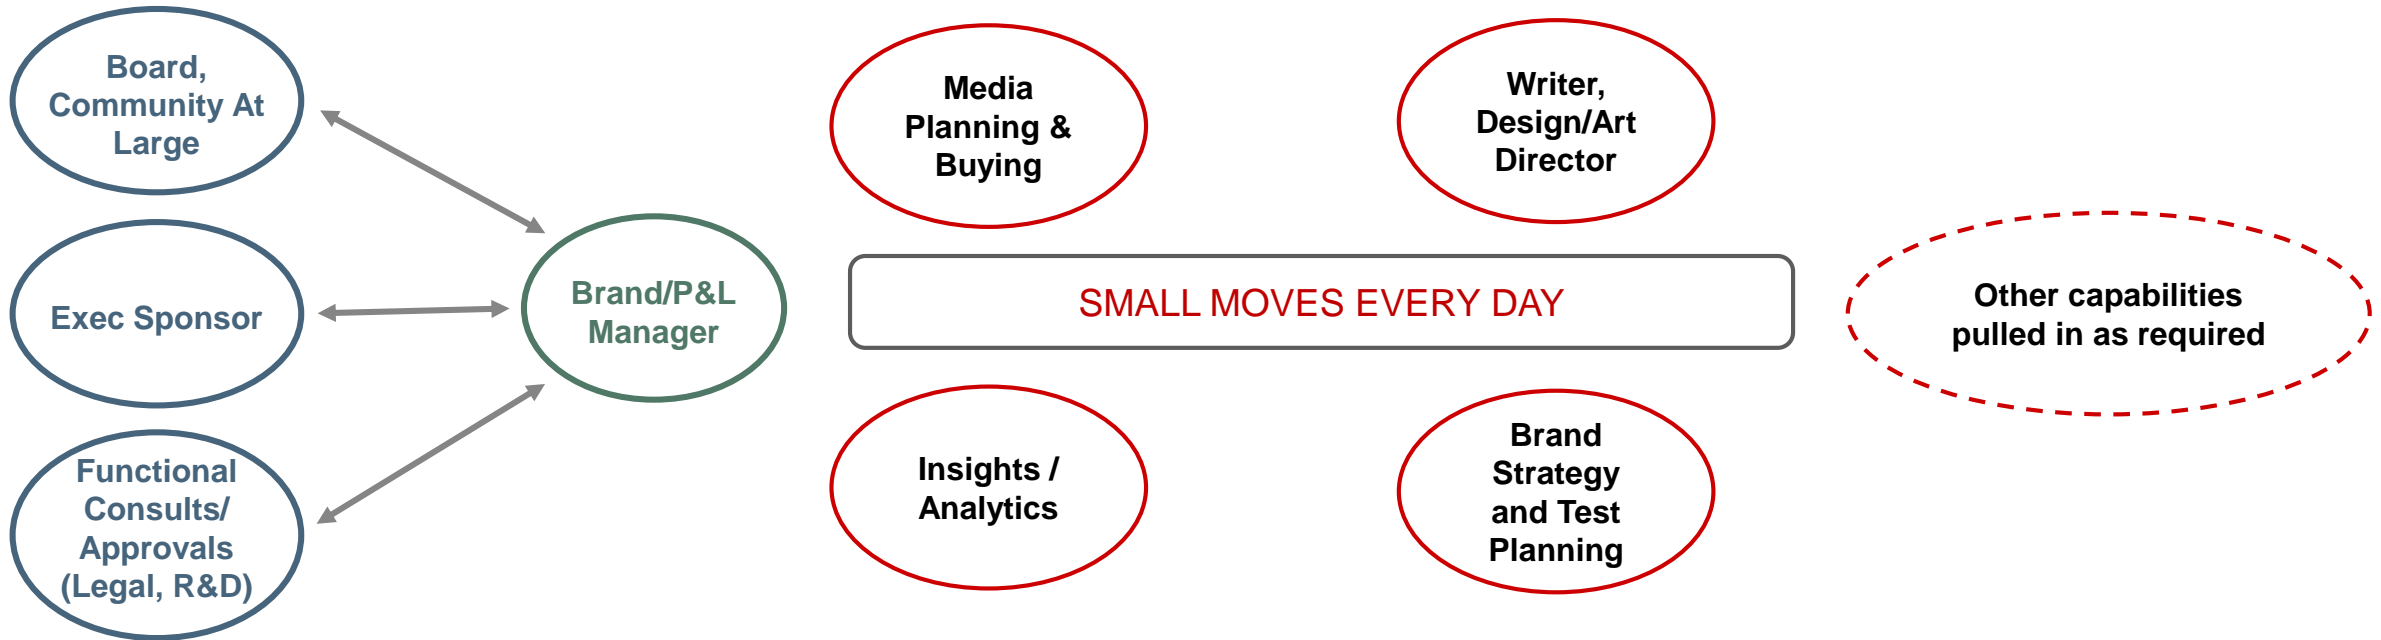 Board,
Community At
Large
Exec Sponsor
Functional
Consults/
Approvals
(Legal, R&D)
Brand/P&L
Manager
Media
Planning &
Buying
Writer,
Design/Art
Director
SMALL MOVES EVERY DAY
Insights /
Analytics
Brand
Strategy
and Test
Planning
Other capabilities
pulled in as required